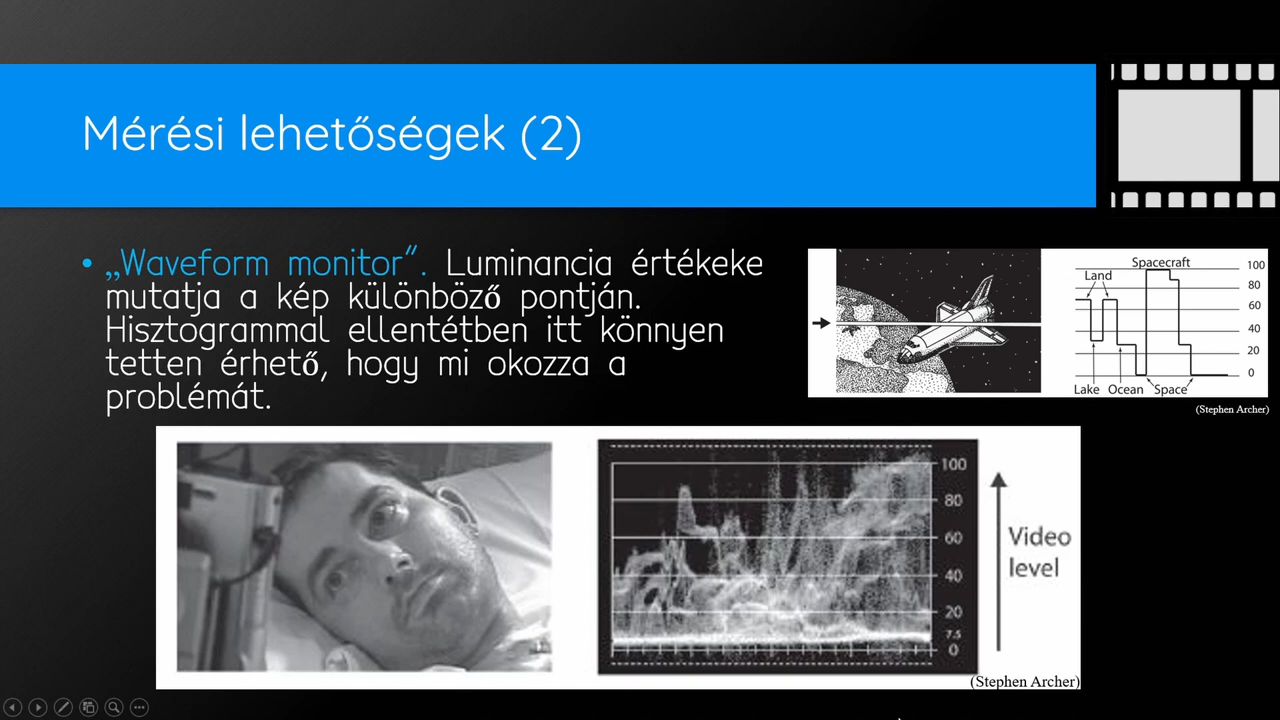 Mérési lehetőségek (2)
• „Waveform monitor”. Luminancia értékeke
mutatja a kép különböző pontján.
Hisztogrammal ellentétben itt könnyen
tetten érhető, hogy mi okozza a
problémát.
Spacecraft
Land
100
80
60
40
20
0
Lake Ocean Space
(Stephen Archer)
100
80
60
40
20
7.5
0
Video
level
(Stephen Archer)